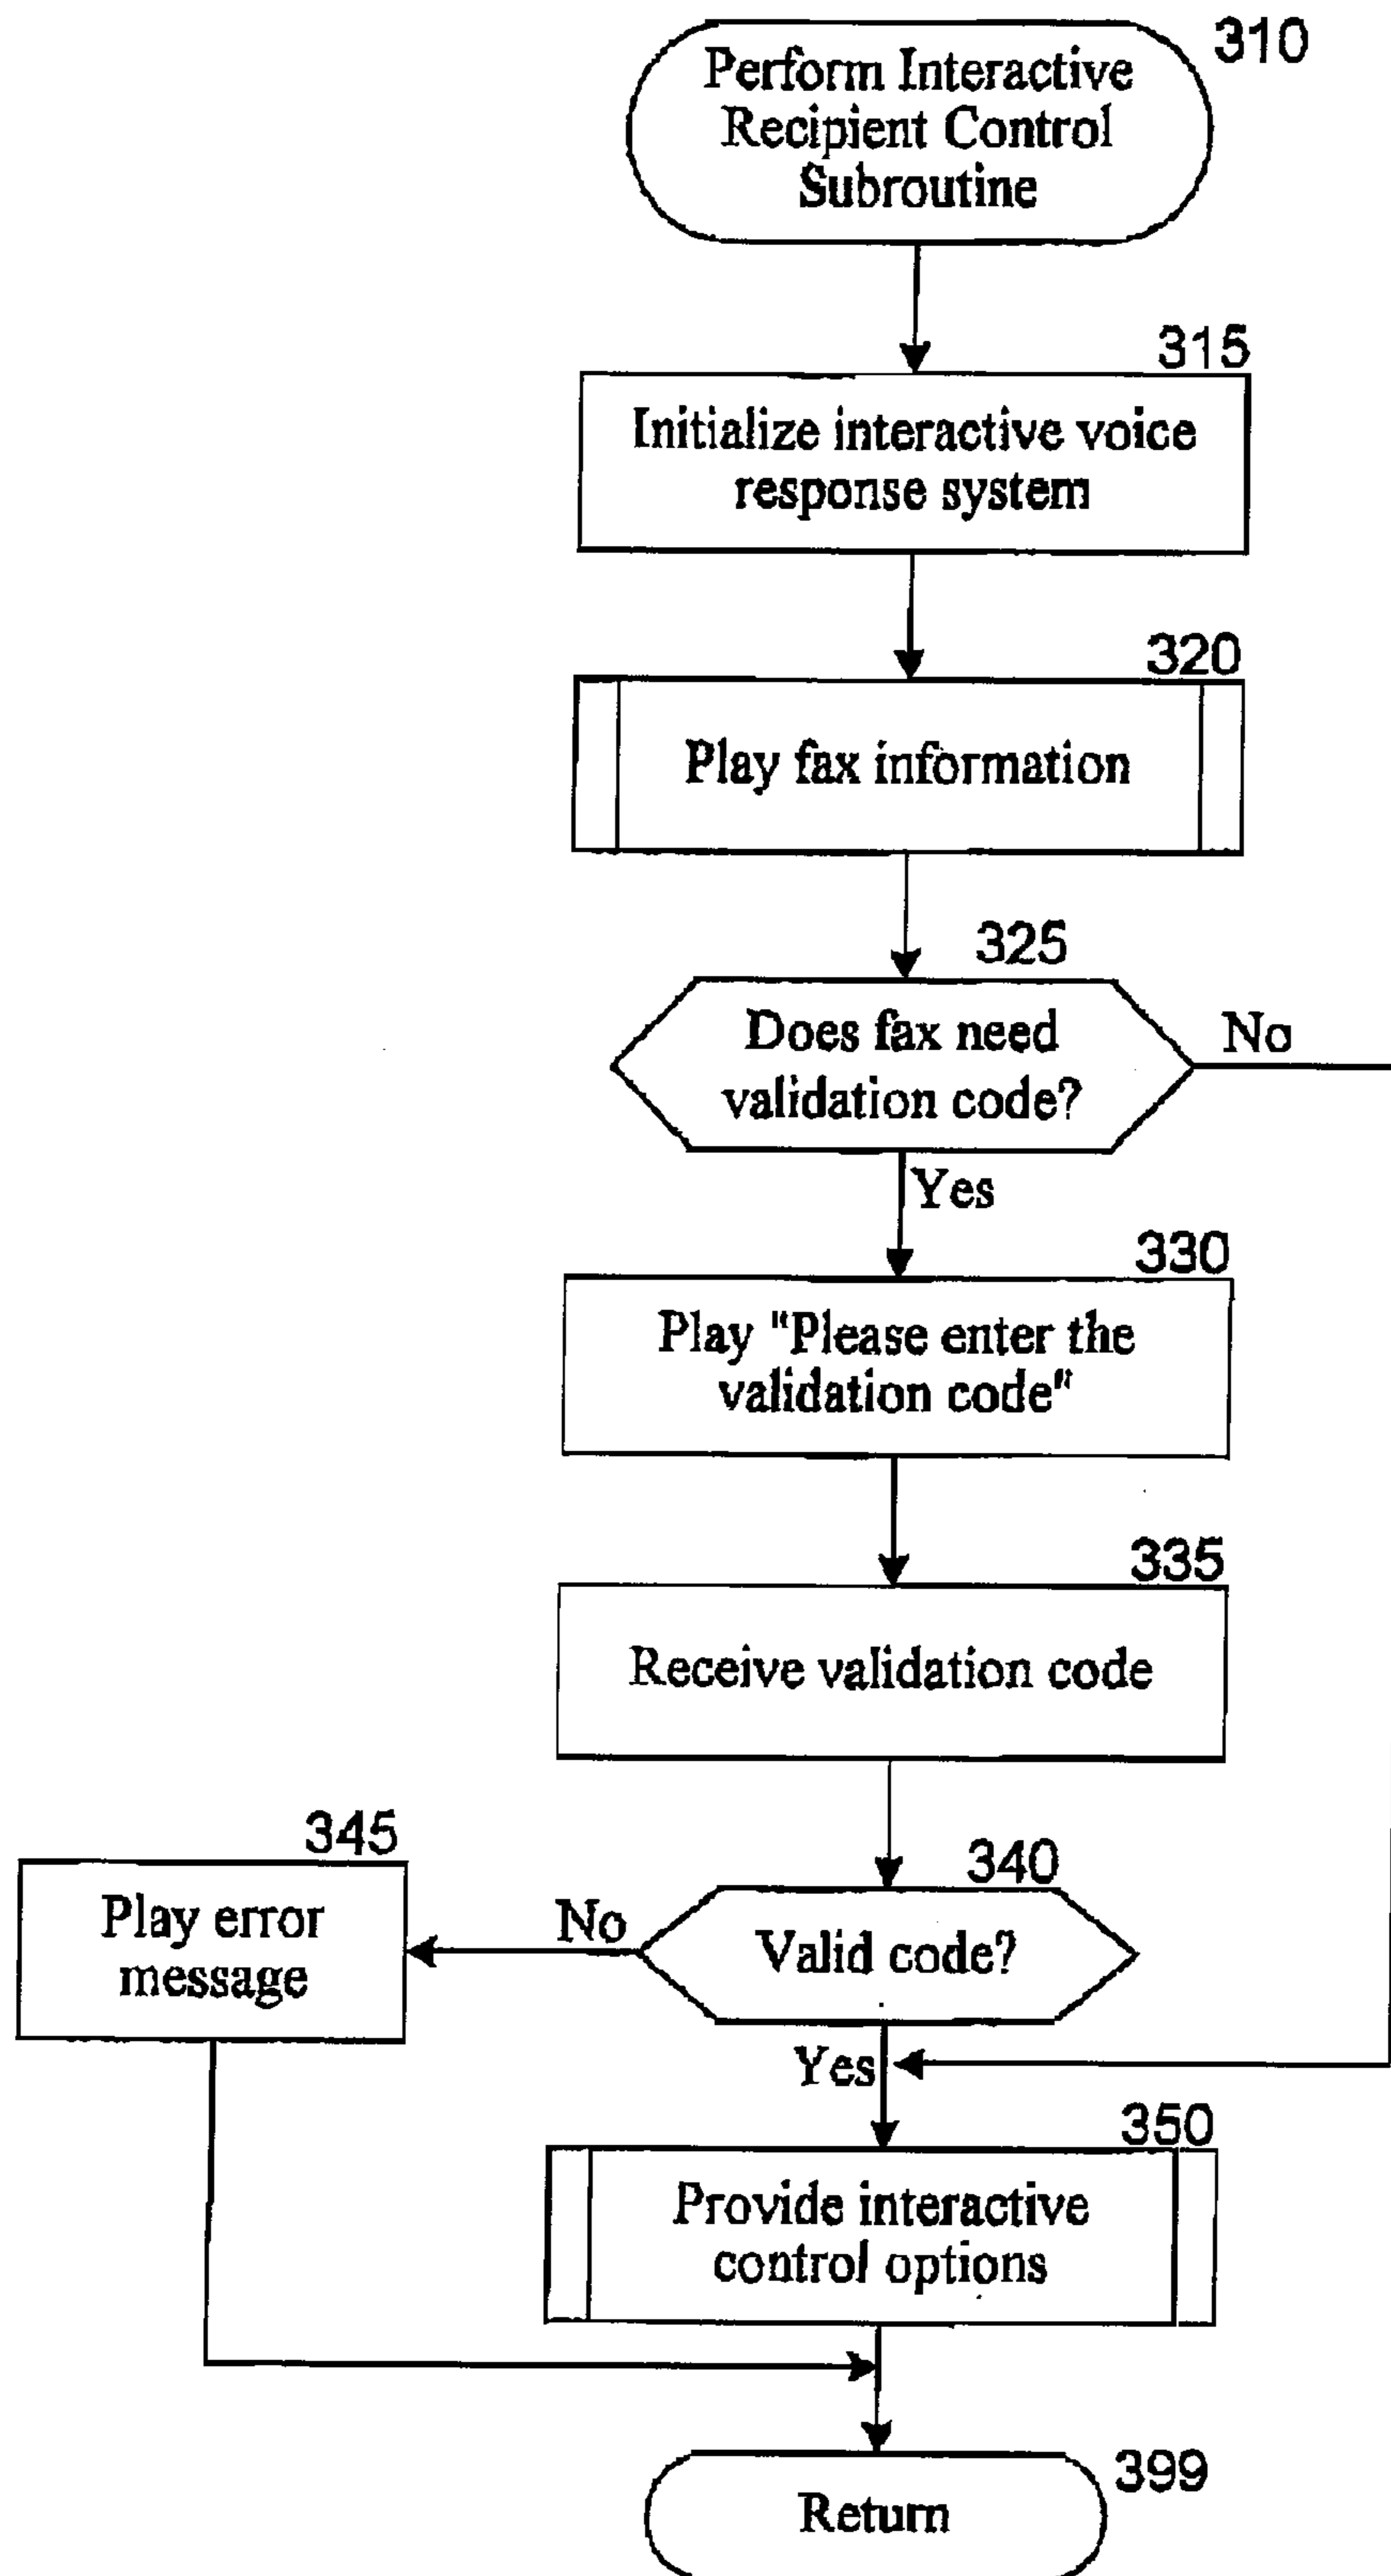 310
Perform Interactive
Recipient Control
Subroutine
315
Initialize interactive voice
response system
320
Play fax information
325
Does fax need
validation code?
No
Yes
330
Play "Please enter the
validation code"
335
Receive validation code
345
Play error
message
No
340
Valid code?
Yes
350
Provide interactive
control options
399
Return